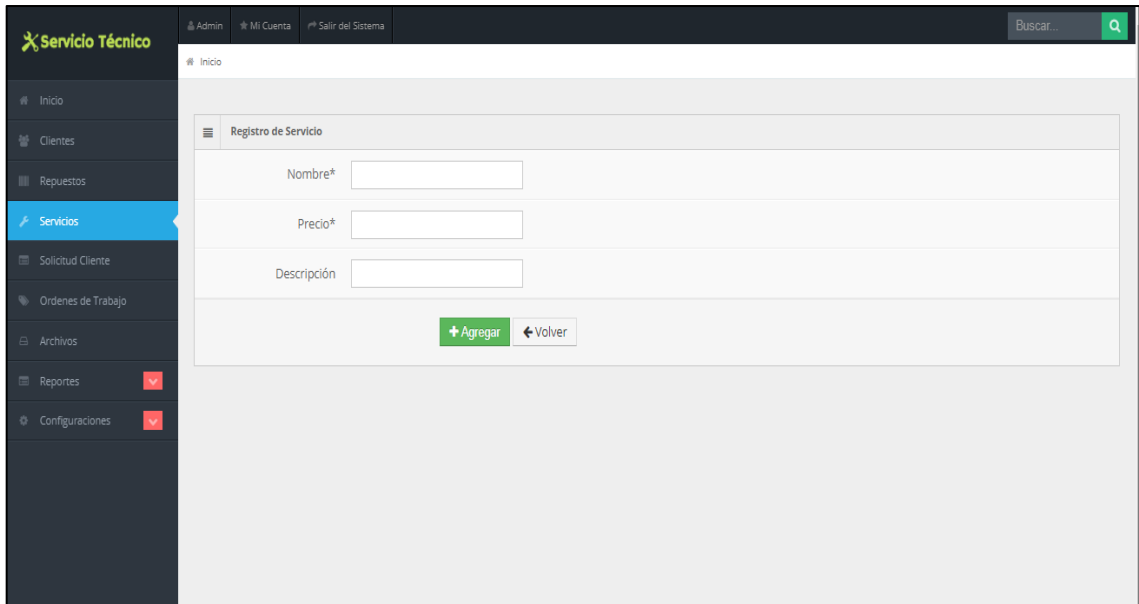 Servicio Técnico
Admin Mi Cuenta Salir del Sistema
Buscar...
Inicio
Inicio
Clientes
Repuestos
Servicios
Solicitud Cliente
Ordenes de Trabajo
Archivos
Reportes
Configuraciones
Registro de Servicio
Nombre*
Precio*
Descripción
Agregar Volver